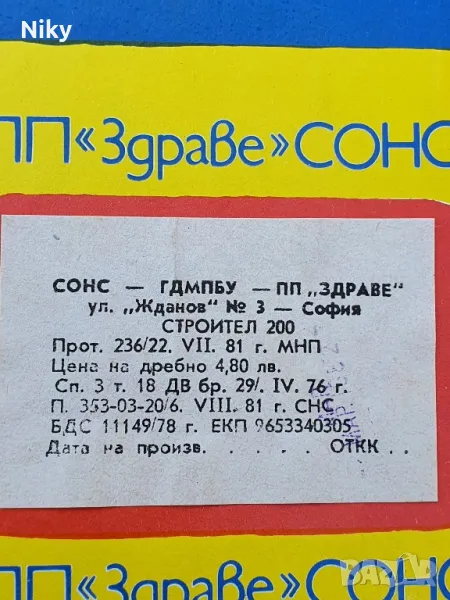 Niky
ПП«Здраве»СОНС
СОНС — ГДМПБУ — ПП „ЗДРАВЕ"
ул. „Жданов" № 3 — София
СТРОИТЕЛ 200
Прот. 236/22. VII. 81 г. МНП
Цена на дребно 4,80 лв.
Сп. 3 т. 18 ДВ бр. 29/. IV. 76 г.
П. 353-03-20/6. VIII. 81 г. СНС
БДС 11149/78 г. ЕКП 9653340305
Дата на произв. . . . . . ОТКК . .
ПП«Здраве»СОНС